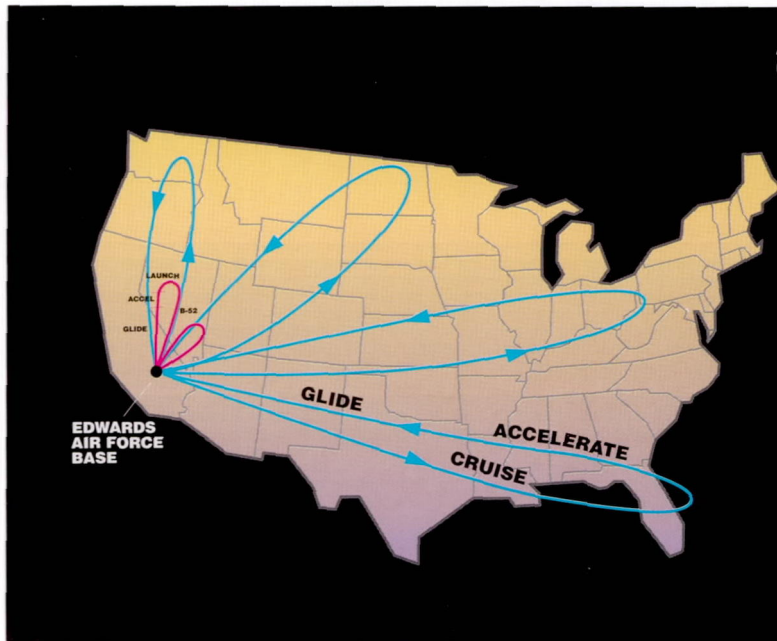 LAUNCH
ACCEL
B-52
GLIDE
GLIDE
ACCELERATE
CRUISE
EDWARDS
AIR FORCE
BASE